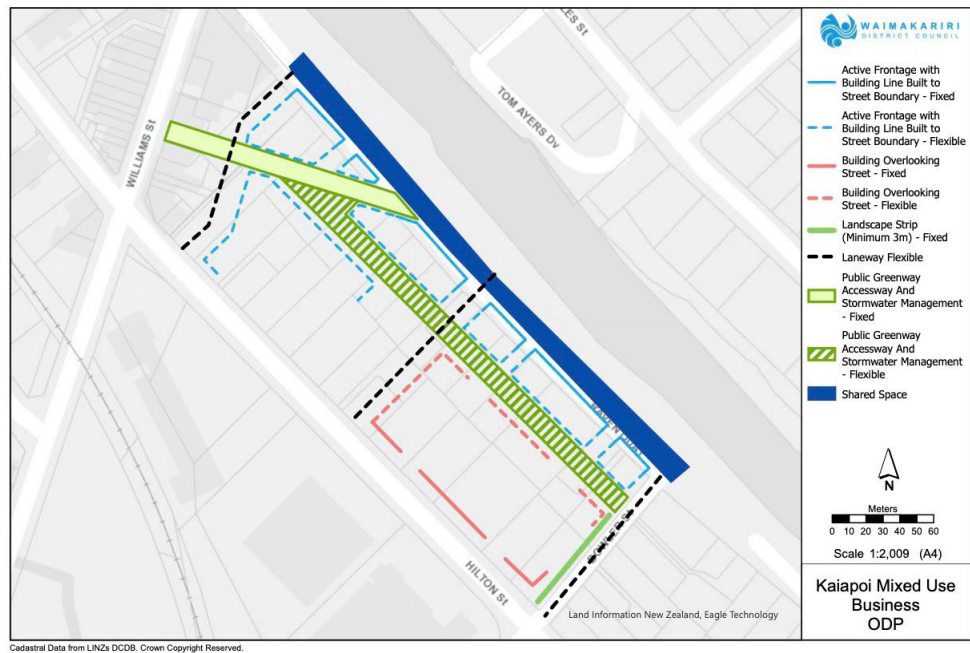 LES St
TOM AYERS DV
WILLIAMS St
HILTON St
Land Information New Zealand, Eagle Technology
WAIMAKARIRI
DISTRICT COUNCIL
Active Frontage with
Building Line Built to
Street Boundary - Fixed
Active Frontage with
Building Line Built to
Street Boundary - Flexible
Building Overlooking
Street - Fixed
Building Overlooking
Street - Flexible
Landscape Strip
(Minimum 3m) - Fixed
Laneway Flexible
Public Greenway
Accessway And
Stormwater Management
- Fixed
Public Greenway
Accessway And
Stormwater Management
- Flexible
Shared Space
N
Meters
0 10 20 30 40 50 60
Scale 1:2,009 (A4)
Kaiapoi Mixed Use
Business
ODP
Cadastral Data from LINZs DCDB. Crown Copyright Reserved.